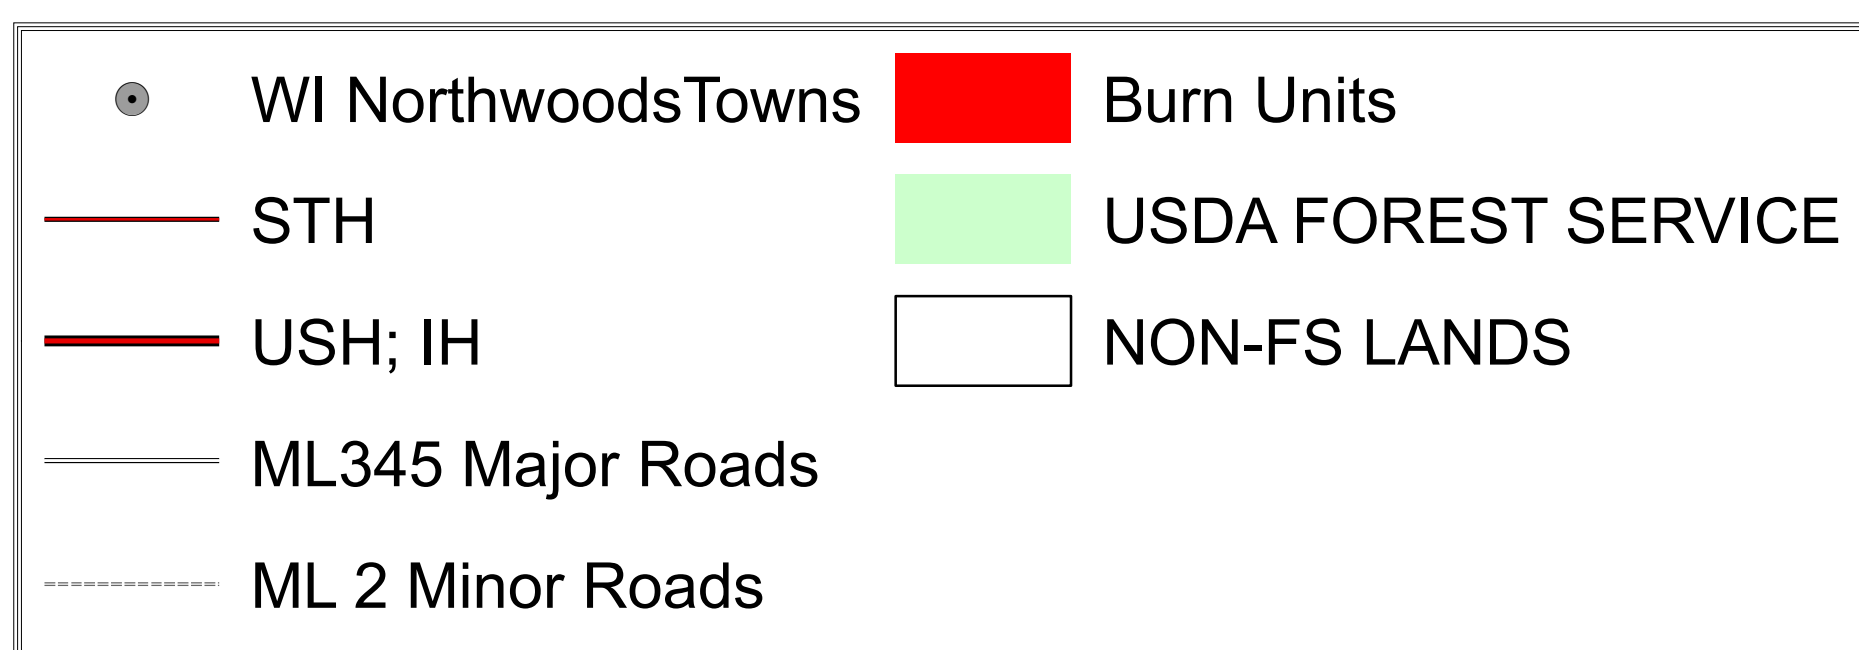 WI NorthwoodsTowns
STH
USH; IH
ML345 Major Roads
ML 2 Minor Roads
Burn Units
USDA FOREST SERVICE
NON-FS LANDS